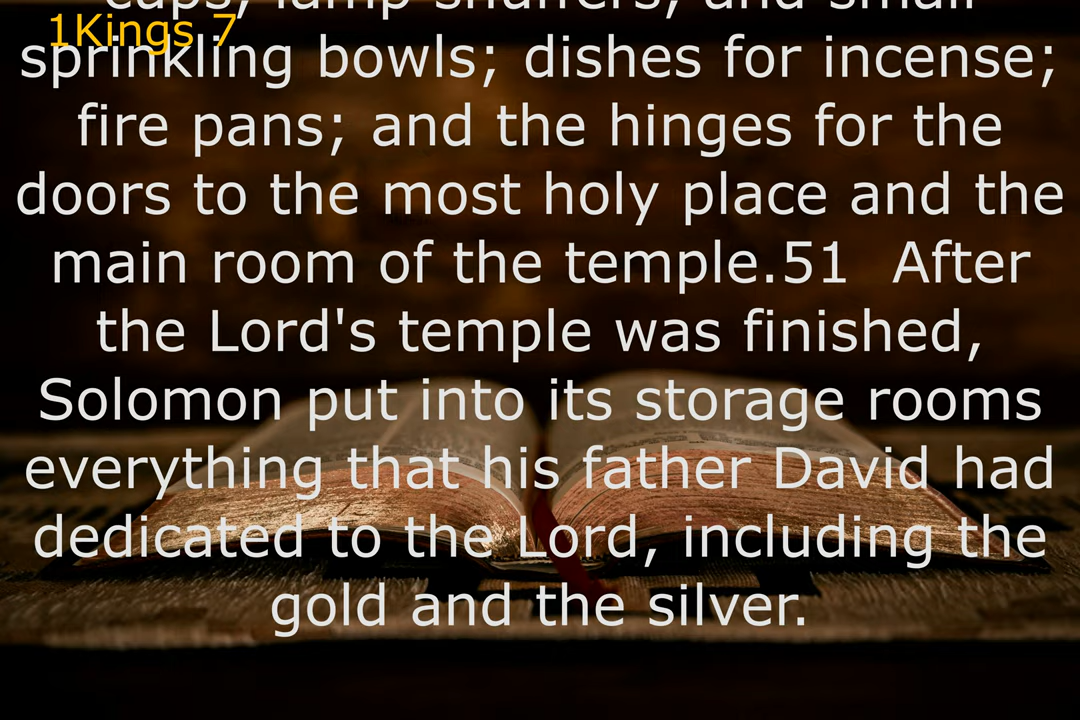 cups, lamp snuffers, and small
1Kings 7
sprinkling bowls; dishes for incense;
fire pans; and the hinges for the
doors to the most holy place and the
main room of the temple.51  After
the Lord's temple was finished,
Solomon put into its storage rooms
everything that his father David had
dedicated to the Lord, including the
gold and the silver.